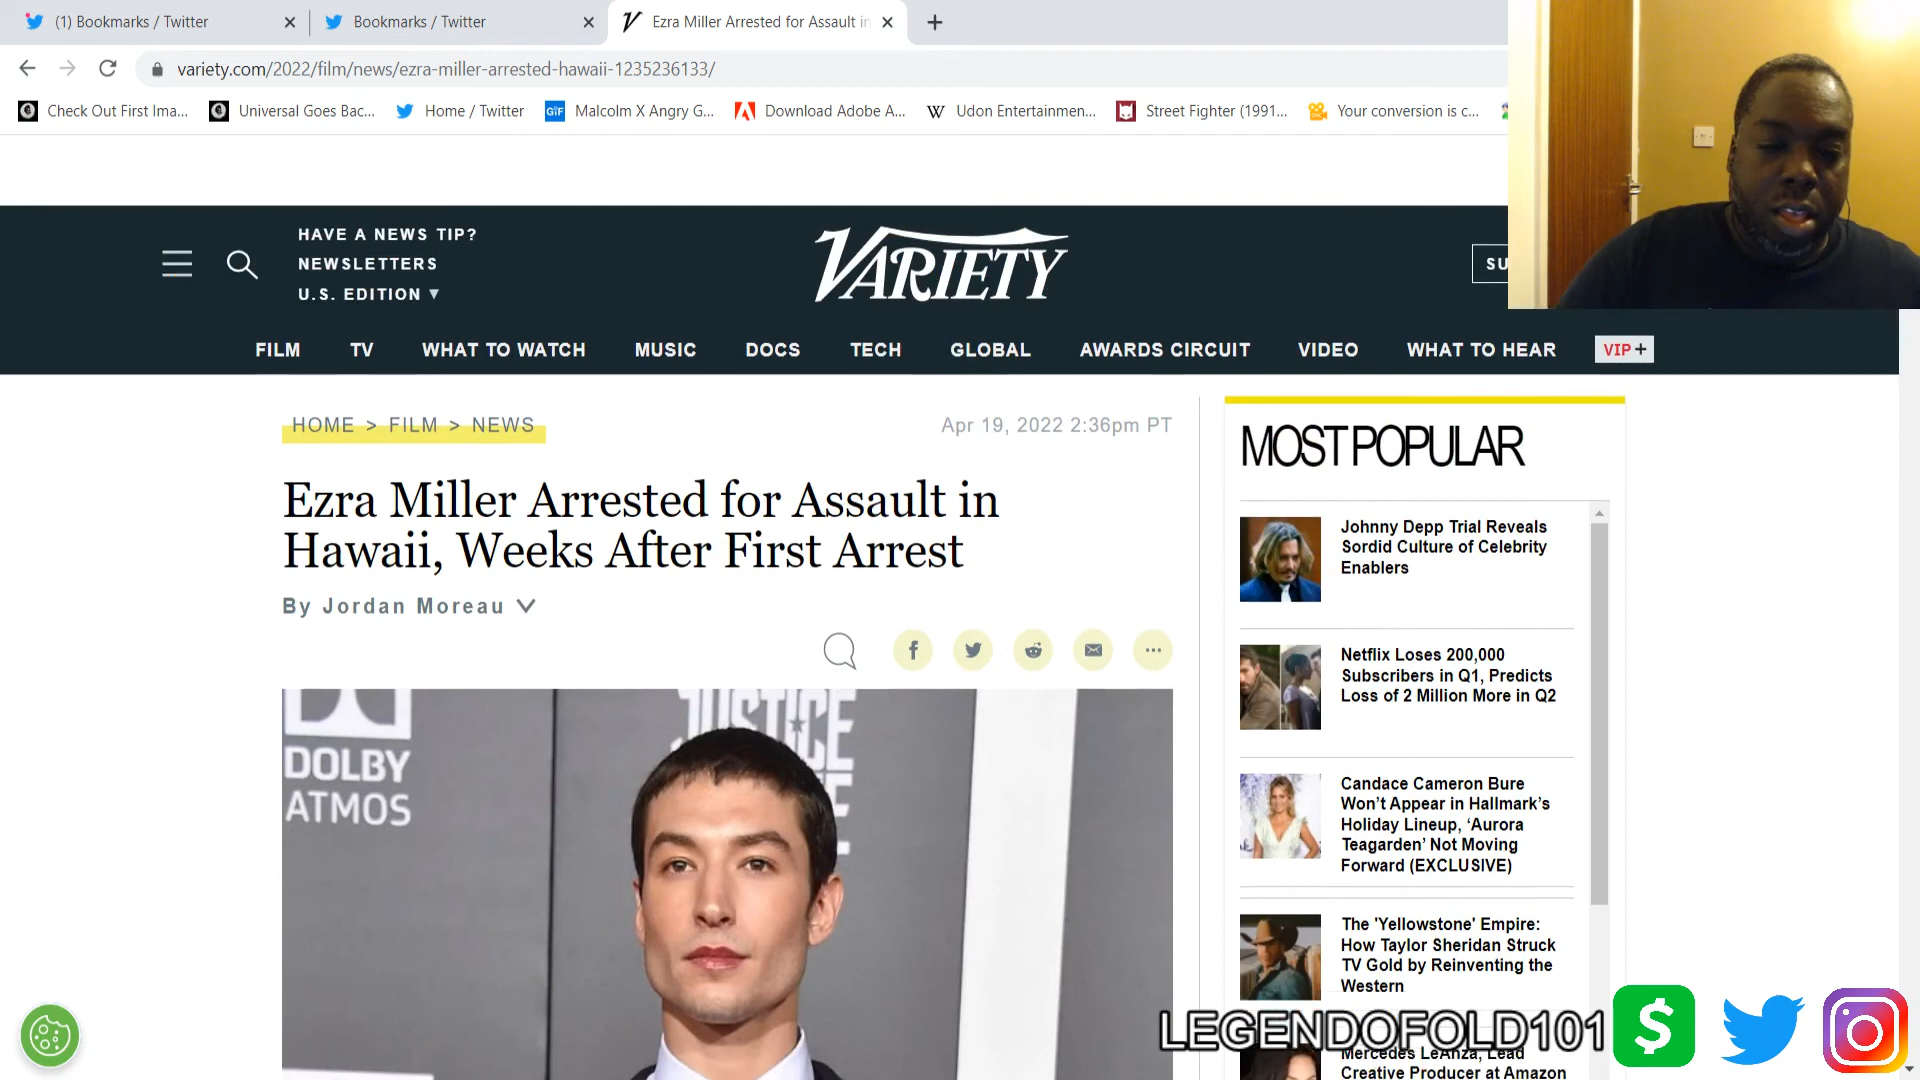 (1) Bookmarks / Twitter
Bookmarks / Twitter
Ezra Miller Arrested for Assault in
variety.com/2022/film/news/ezra-miller-arrested-hawaii-1235236133/
Check Out First Ima...
Universal Goes Bac...
Home / Twitter
GIF
Malcolm X Angry G...
Download Adobe A...
W
Udon Entertainmen...
Street Fighter (1991...
Your conversion is c...
HAVE A NEWS TIP?
NEWSLETTERS
U.S. EDITION ▼
VARIETY
SU
FILM
TV
WHAT TO WATCH
MUSIC
DOCS
TECH
GLOBAL
AWARDS CIRCUIT
VIDEO
WHAT TO HEAR
VIP+
HOME > FILM > NEWS
Apr 19, 2022 2:36pm PT
Ezra Miller Arrested for Assault in
Hawaii, Weeks After First Arrest
By Jordan Moreau
DOLBY
ATMOS
JUSTICE
MOST POPULAR
Johnny Depp Trial Reveals
Sordid Culture of Celebrity
Enablers
Netflix Loses 200,000
Subscribers in Q1, Predicts
Loss of 2 Million More in Q2
Candace Cameron Bure
Won’t Appear in Hallmark’s
Holiday Lineup, ‘Aurora
Teagarden’ Not Moving
Forward (EXCLUSIVE)
The 'Yellowstone' Empire:
How Taylor Sheridan Struck
TV Gold by Reinventing the
Western
Mercedes LeAnza, Lead
Creative Producer at Amazon
LEGENDOFOLD101
$